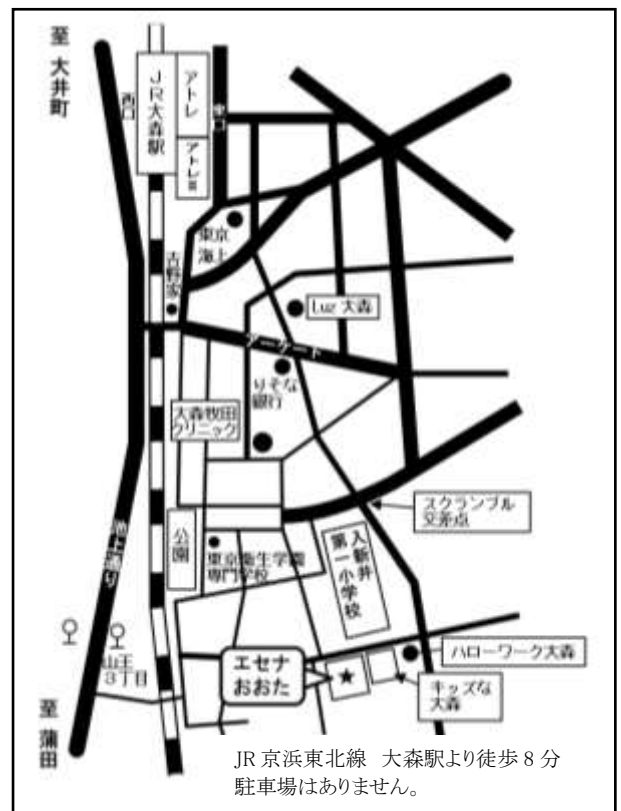 至 大井町
西口
JR大森駅
アトレ
アトレⅡ
東口
東京
海上
吉野家
Luz 大森
アーケード
りそな
銀行
大森牧田
クリニック
スクランブル
交差点
池上通り
公園
東京衛生学園
専門学校
入新井
第一小学校
山王
3丁目
エセナ
おおた
★
ハローワーク大森
キッズな
大森
至 蒲田
JR 京浜東北線 大森駅より徒歩 8 分
駐車場はありません。